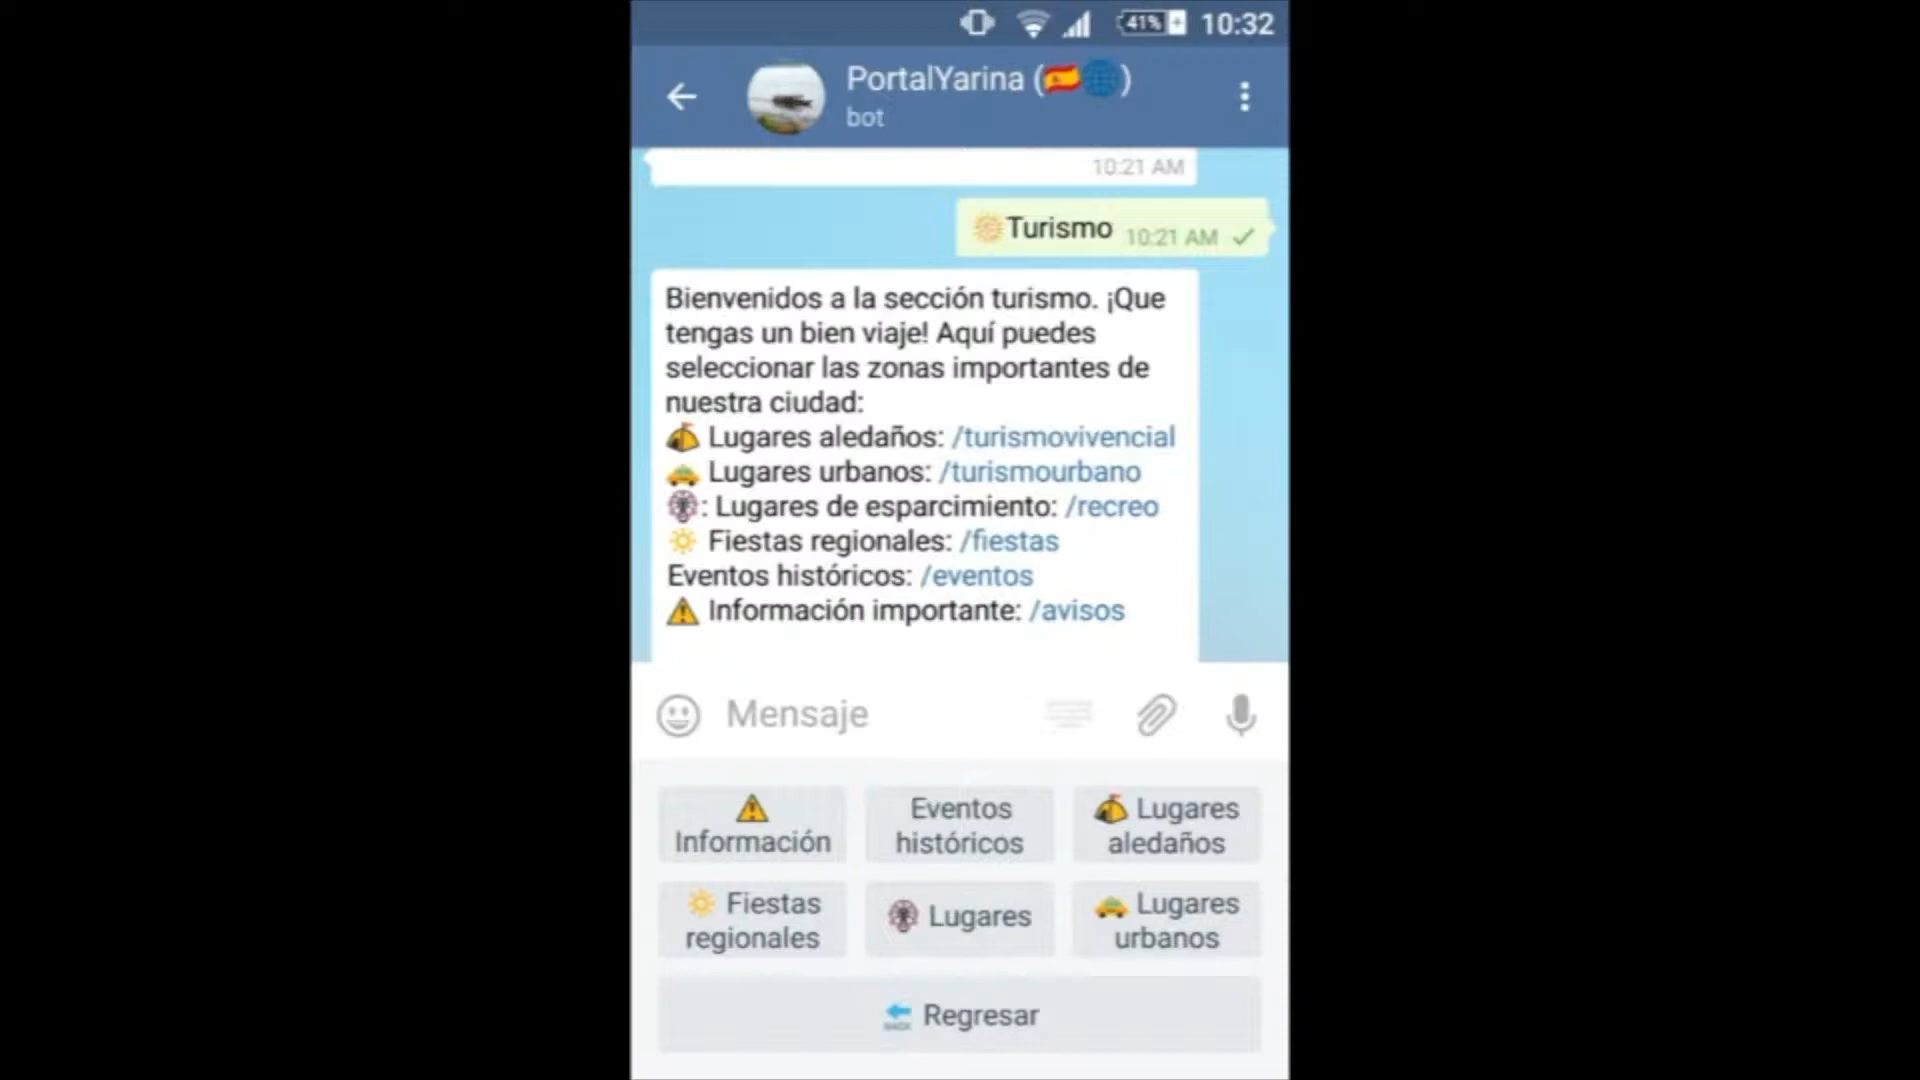 41% 10:32
PortalYarina (🇪🇸🌐)
bot
10:21 AM
Turismo 10:21 AM
Bienvenidos a la sección turismo. ¡Que
tengas un bien viaje! Aquí puedes
seleccionar las zonas importantes de
nuestra ciudad:
Lugares aledaños: /turismovivencial
Lugares urbanos: /turismourbano
: Lugares de esparcimiento: /recreo
Fiestas regionales: /fiestas
Eventos históricos: /eventos
Información importante: /avisos
Mensaje
Información
Eventos
históricos
Lugares
aledaños
Fiestas
regionales
Lugares
Lugares
urbanos
BACK Regresar